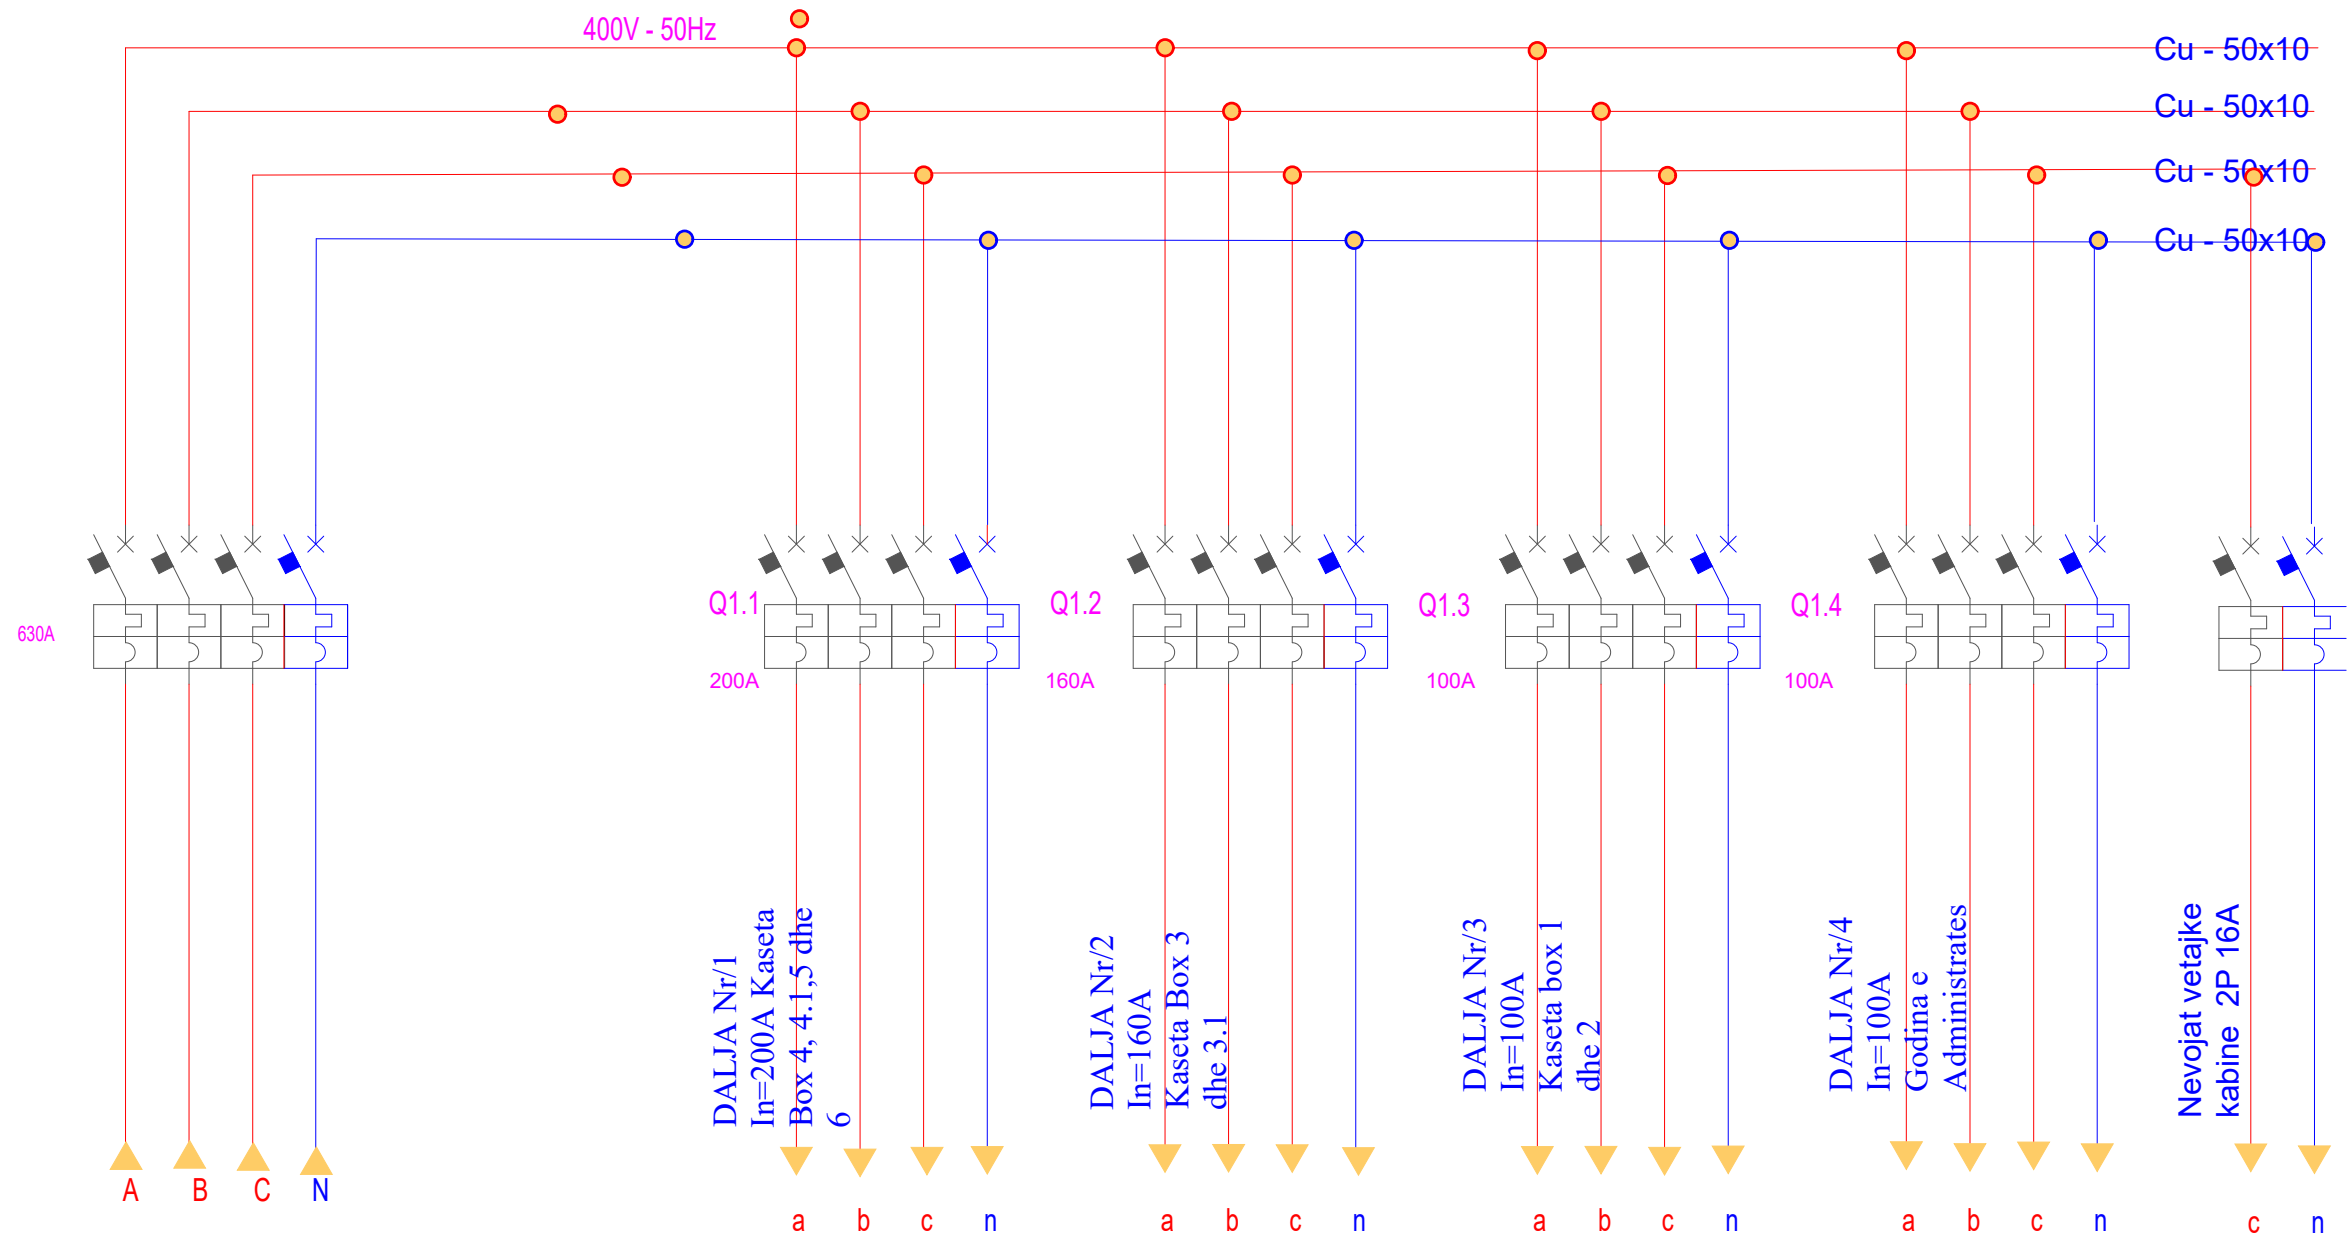 400V - 50Hz
Cu - 50x10
Cu - 50x10
Cu - 50x10
Cu - 50x10
630A
Q1.1
200A
Q1.2
160A
Q1.3
100A
Q1.4
100A
DALJA Nr/1
In=200A Kaseta
Box 4, 4.1,5 dhe
6
DALJA Nr/2
In=160A
Kaseta Box 3
dhe 3.1
DALJA Nr/3
In=100A
Kaseta box 1
dhe 2
DALJA Nr/4
In=100A
Godina e
Administrates
Nevojat vetajke
kabine 2P 16A
A B C N
a b c n a b c n a b c n a b c n c n